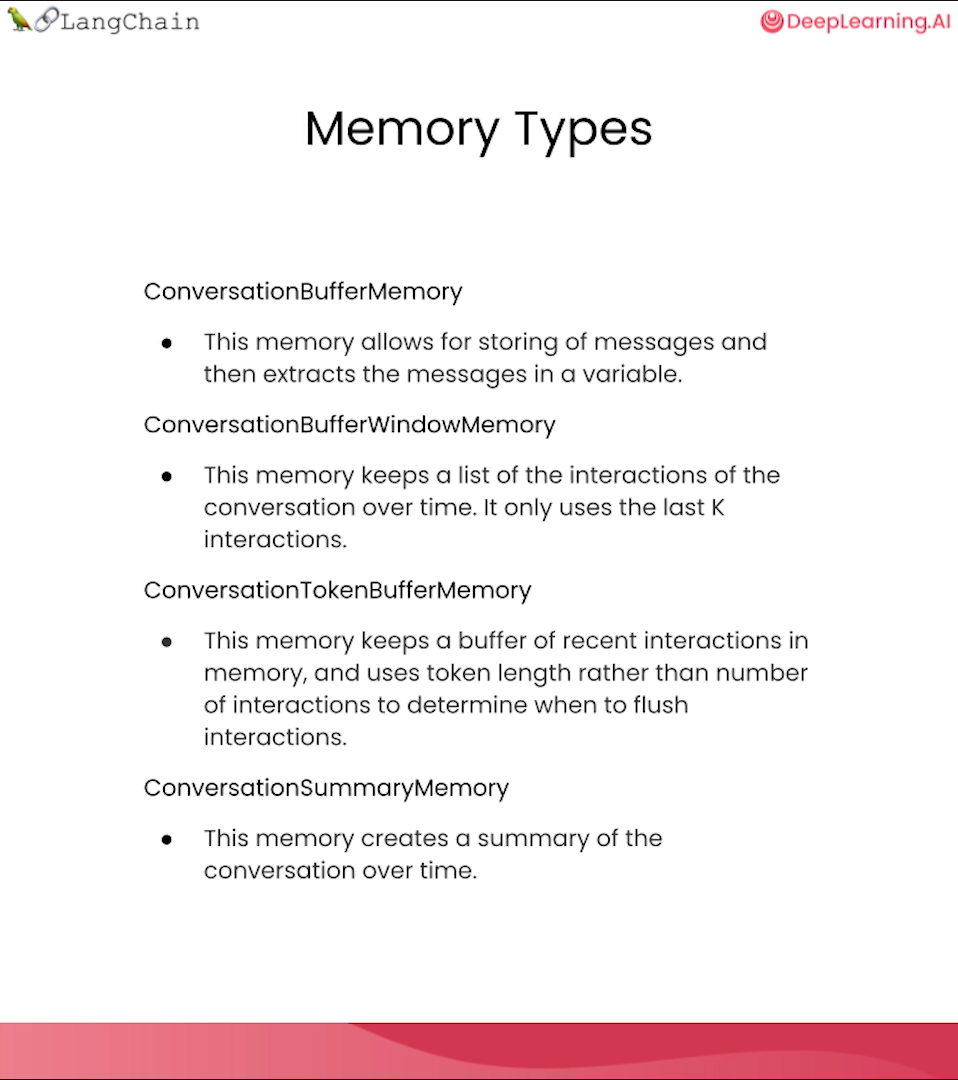 LangChain
DeepLearning.AI
Memory Types
ConversationBufferMemory
● This memory allows for storing of messages and
then extracts the messages in a variable.
ConversationBufferWindowMemory
● This memory keeps a list of the interactions of the
conversation over time. It only uses the last K
interactions.
ConversationTokenBufferMemory
● This memory keeps a buffer of recent interactions in
memory, and uses token length rather than number
of interactions to determine when to flush
interactions.
ConversationSummaryMemory
● This memory creates a summary of the
conversation over time.